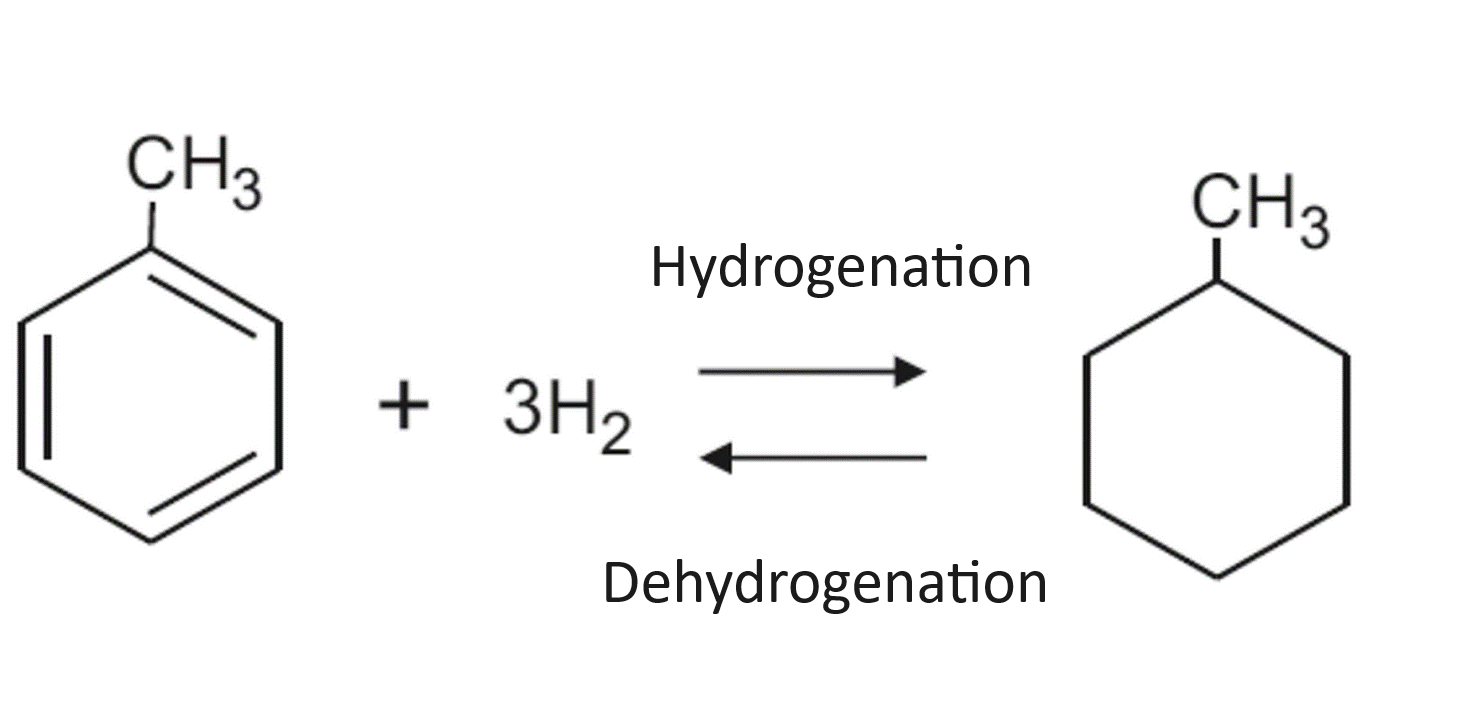 CH₃
CH₃
Hydrogenation
+ 3H₂
Dehydrogenation